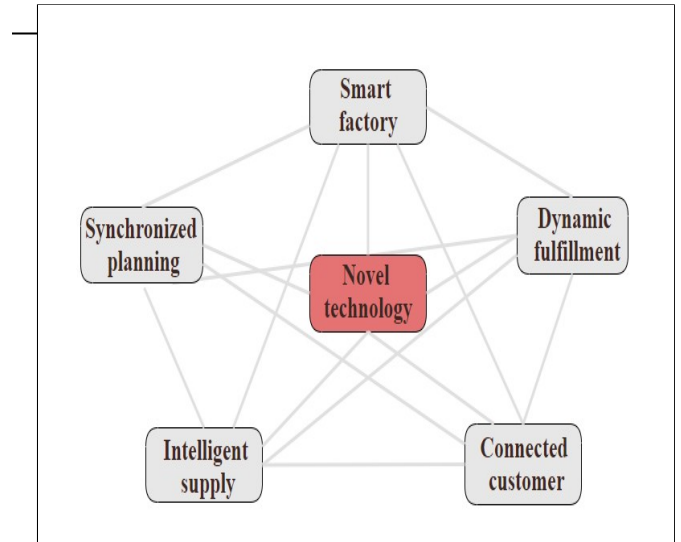 Smart
factory
Synchronized
planning
Dynamic
fulfillment
Novel
technology
Intelligent
supply
Connected
customer